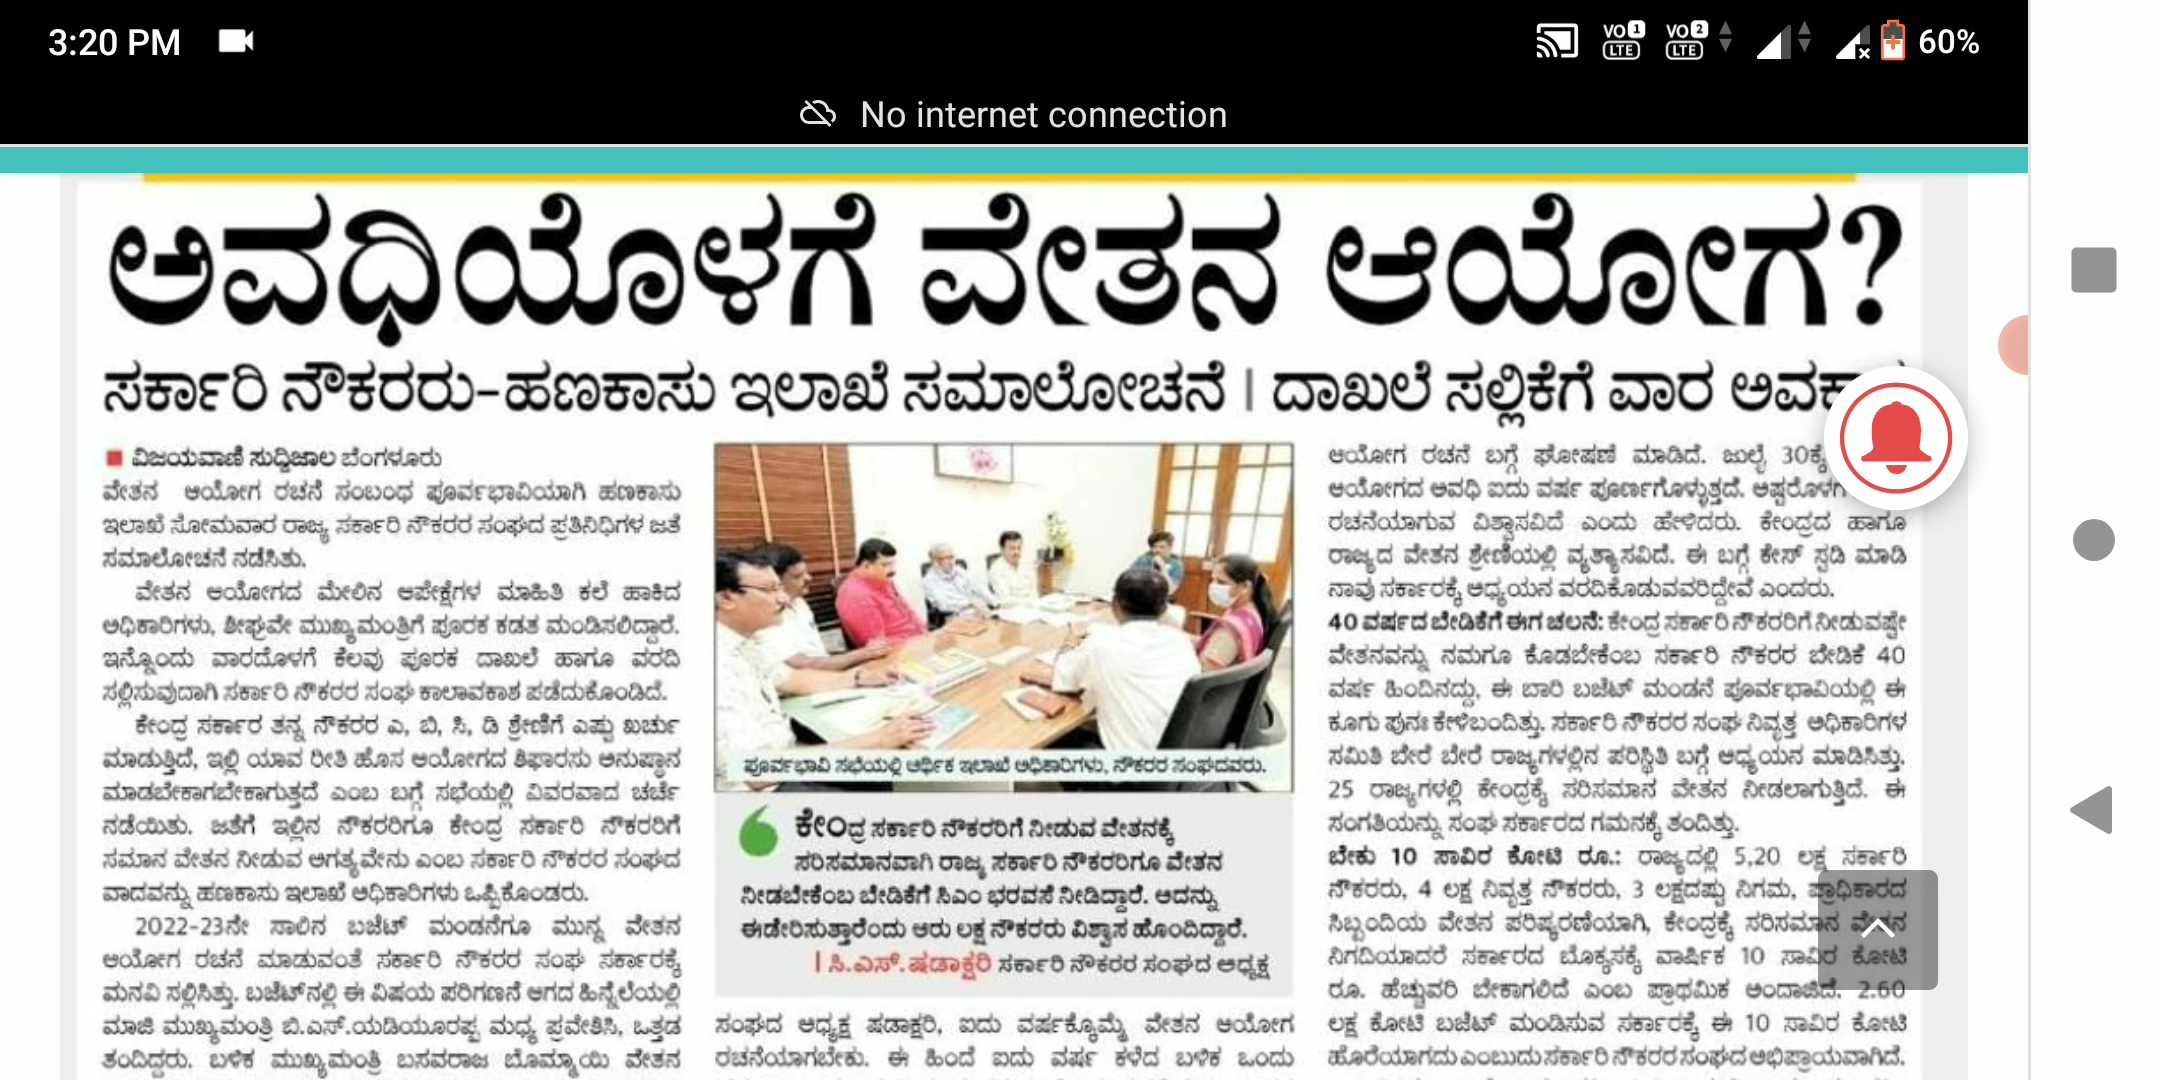 3:20 PM
VO 1 LTE
VO 2 LTE
60%
No internet connection
ಅವಧಿಯೊಳಗೆ ವೇತನ ಆಯೋಗ?
ಸರ್ಕಾರಿ ನೌಕರರು-ಹಣಕಾಸು ಇಲಾಖೆ ಸಮಾಲೋಚನೆ | ದಾಖಲೆ ಸಲ್ಲಿಕೆಗೆ ವಾರ
■ ವಿಜಯವಾಣಿ ಸುದ್ದಿಜಾಲ ಬೆಂಗಳೂರು
ವೇತನ ಆಯೋಗ ರಚನೆ ಸಂಬಂಧ ಪೂರ್ವಭಾವಿಯಾಗಿ ಹಣಕಾಸು
ಇಲಾಖೆ ಸೋಮವಾರ ರಾಜ್ಯ ಸರ್ಕಾರಿ ನೌಕರರ ಸಂಘದ ಪ್ರತಿನಿಧಿಗಳ ಜತೆ
ಸಮಾಲೋಚನೆ ನಡೆಸಿತು.
ವೇತನ ಆಯೋಗದ ಮೇಲಿನ ಅಪೇಕ್ಷೆಗಳ ಮಾಹಿತಿ ಕಲೆ ಹಾಕಿದ
ಅಧಿಕಾರಿಗಳು, ಶೀಘ್ರವೇ ಮುಖ್ಯಮಂತ್ರಿಗೆ ಪೂರಕ ಕಡತ ಮಂಡಿಸಲಿದ್ದಾರೆ.
ಇನ್ನೊಂದು ವಾರದೊಳಗೆ ಕೆಲವು ಪೂರಕ ದಾಖಲೆ ಹಾಗೂ ವರದಿ
ಸಲ್ಲಿಸುವುದಾಗಿ ಸರ್ಕಾರಿ ನೌಕರರ ಸಂಘ ಕಾಲಾವಕಾಶ ಪಡೆದುಕೊಂಡಿದೆ.
ಕೇಂದ್ರ ಸರ್ಕಾರ ತನ್ನ ನೌಕರರ ಎ, ಬಿ, ಸಿ, ಡಿ ಶ್ರೇಣಿಗೆ ಎಷ್ಟು ಖರ್ಚು
ಮಾಡುತ್ತಿದೆ, ಇಲ್ಲಿ ಯಾವ ರೀತಿ ಹೊಸ ಆಯೋಗದ ಶಿಫಾರಸು ಅನುಷ್ಠಾನ
ಮಾಡಬೇಕಾಗಬೇಕಾಗುತ್ತದೆ ಎಂಬ ಬಗ್ಗೆ ಸಭೆಯಲ್ಲಿ ವಿವರವಾದ ಚರ್ಚೆ
ನಡೆಯಿತು. ಜತೆಗೆ ಇಲ್ಲಿನ ನೌಕರರಿಗೂ ಕೇಂದ್ರ ಸರ್ಕಾರಿ ನೌಕರರಿಗೆ
ಸಮಾನ ವೇತನ ನೀಡುವ ಅಗತ್ಯವೇನು ಎಂಬ ಸರ್ಕಾರಿ ನೌಕರರ ಸಂಘದ
ವಾದವನ್ನು ಹಣಕಾಸು ಇಲಾಖೆ ಅಧಿಕಾರಿಗಳು ಒಪ್ಪಿಕೊಂಡರು.
2022-23ನೇ ಸಾಲಿನ ಬಜೆಟ್ ಮಂಡನೆಗೂ ಮುನ್ನ ವೇತನ
ಆಯೋಗ ರಚನೆ ಮಾಡುವಂತೆ ಸರ್ಕಾರಿ ನೌಕರರ ಸಂಘ ಸರ್ಕಾರಕ್ಕೆ
ಮನವಿ ಸಲ್ಲಿಸಿತ್ತು. ಬಜೆಟ್‌ನಲ್ಲಿ ಈ ವಿಷಯ ಪರಿಗಣನೆ ಆಗದ ಹಿನ್ನೆಲೆಯಲ್ಲಿ
ಮಾಜಿ ಮುಖ್ಯಮಂತ್ರಿ ಬಿ.ಎಸ್.ಯಡಿಯೂರಪ್ಪ ಮಧ್ಯ ಪ್ರವೇಶಿಸಿ, ಒತ್ತಡ
ತಂದಿದ್ದರು. ಬಳಿಕ ಮುಖ್ಯಮಂತ್ರಿ ಬಸವರಾಜ ಬೊಮ್ಮಾಯಿ ವೇತನ
ಪೂರ್ವಭಾವಿ ಸಭೆಯಲ್ಲಿ ಆರ್ಥಿಕ ಇಲಾಖೆ ಅಧಿಕಾರಿಗಳು, ನೌಕರರ ಸಂಘದವರು.
ಕೇಂದ್ರ ಸರ್ಕಾರಿ ನೌಕರರಿಗೆ ನೀಡುವ ವೇತನಕ್ಕೆ
ಸರಿಸಮಾನವಾಗಿ ರಾಜ್ಯ ಸರ್ಕಾರಿ ನೌಕರರಿಗೂ ವೇತನ
ನೀಡಬೇಕೆಂಬ ಬೇಡಿಕೆಗೆ ಸಿಎಂ ಭರವಸೆ ನೀಡಿದ್ದಾರೆ. ಅದನ್ನು
ಈಡೇರಿಸುತ್ತಾರೆಂದು ಆರು ಲಕ್ಷ ನೌಕರರು ವಿಶ್ವಾಸ ಹೊಂದಿದ್ದಾರೆ.
| ಸಿ.ಎಸ್.ಷಡಾಕ್ಷರಿ ಸರ್ಕಾರಿ ನೌಕರರ ಸಂಘದ ಅಧ್ಯಕ್ಷ
ಸಂಘದ ಅಧ್ಯಕ್ಷ ಷಡಾಕ್ಷರಿ, ಐದು ವರ್ಷಕ್ಕೊಮ್ಮೆ ವೇತನ ಆಯೋಗ
ರಚನೆಯಾಗಬೇಕು. ಈ ಹಿಂದೆ ಐದು ವರ್ಷ ಕಳೆದ ಬಳಿಕ ಒಂದು
ಆಯೋಗ ರಚನೆ ಬಗ್ಗೆ ಘೋಷಣೆ ಮಾಡಿದೆ. ಜುಲೈ 30ಕ್ಕೆ
ಆಯೋಗದ ಅವಧಿ ಐದು ವರ್ಷ ಪೂರ್ಣಗೊಳ್ಳುತ್ತದೆ.
ರಚನೆಯಾಗುವ ವಿಶ್ವಾಸವಿದೆ ಎಂದು ಹೇಳಿದರು. ಕೇಂದ್ರದ ಹಾಗೂ
ರಾಜ್ಯದ ವೇತನ ಶ್ರೇಣಿಯಲ್ಲಿ ವ್ಯತ್ಯಾಸವಿದೆ. ಈ ಬಗ್ಗೆ ಕೇಸ್ ಸ್ಟಡಿ ಮಾಡಿ
ನಾವು ಸರ್ಕಾರಕ್ಕೆ ಅಧ್ಯಯನ ವರದಿಕೊಡುವವರಿದ್ದೇವೆ ಎಂದರು.
40 ವರ್ಷದ ಬೇಡಿಕೆಗೆ ಈಗ ಚಲನೆ: ಕೇಂದ್ರ ಸರ್ಕಾರಿ ನೌಕರರಿಗೆ ನೀಡುವಷ್ಟೇ
ವೇತನವನ್ನು ನಮಗೂ ಕೊಡಬೇಕೆಂಬ ಸರ್ಕಾರಿ ನೌಕರರ ಬೇಡಿಕೆ 40
ವರ್ಷ ಹಿಂದಿನದ್ದು, ಈ ಬಾರಿ ಬಜೆಟ್ ಮಂಡನೆ ಪೂರ್ವಭಾವಿಯಲ್ಲಿ ಈ
ಕೂಗು ಪುನಃ ಕೇಳಿಬಂದಿತ್ತು. ಸರ್ಕಾರಿ ನೌಕರರ ಸಂಘ ನಿವೃತ್ತ ಅಧಿಕಾರಿಗಳ
ಸಮಿತಿ ಬೇರೆ ಬೇರೆ ರಾಜ್ಯಗಳಲ್ಲಿನ ಪರಿಸ್ಥಿತಿ ಬಗ್ಗೆ ಅಧ್ಯಯನ ಮಾಡಿಸಿತ್ತು.
25 ರಾಜ್ಯಗಳಲ್ಲಿ ಕೇಂದ್ರಕ್ಕೆ ಸರಿಸಮಾನ ವೇತನ ನೀಡಲಾಗುತ್ತಿದೆ. ಈ
ಸಂಗತಿಯನ್ನು ಸಂಘ ಸರ್ಕಾರದ ಗಮನಕ್ಕೆ ತಂದಿತ್ತು.
ಬೇಕು 10 ಸಾವಿರ ಕೋಟಿ ರೂ.: ರಾಜ್ಯದಲ್ಲಿ 5,20 ಲಕ್ಷ ಸರ್ಕಾರಿ
ನೌಕರರು, 4 ಲಕ್ಷ ನಿವೃತ್ತ ನೌಕರರು, 3 ಲಕ್ಷದಷ್ಟು ನಿಗಮ, ಪ್ರಾಧಿಕಾರದ
ಸಿಬ್ಬಂದಿಯ ವೇತನ ಪರಿಷ್ಕರಣೆಯಾಗಿ, ಕೇಂದ್ರಕ್ಕೆ ಸರಿಸಮಾನ ವೇತನ
ನಿಗದಿಯಾದರೆ ಸರ್ಕಾರದ ಬೊಕ್ಕಸಕ್ಕೆ ವಾರ್ಷಿಕ 10 ಸಾವಿರ ಕೋಟಿ
ರೂ. ಹೆಚ್ಚುವರಿ ಬೇಕಾಗಲಿದೆ ಎಂಬ ಪ್ರಾಥಮಿಕ ಅಂದಾಜಿದೆ. 2.60
ಲಕ್ಷ ಕೋಟಿ ಬಜೆಟ್ ಮಂಡಿಸುವ ಸರ್ಕಾರಕ್ಕೆ ಈ 10 ಸಾವಿರ ಕೋಟಿ
ಹೊರೆಯಾಗದು ಎಂಬುದು ಸರ್ಕಾರಿ ನೌಕರರ ಸಂಘದ ಅಭಿಪ್ರಾಯವಾಗಿದೆ.